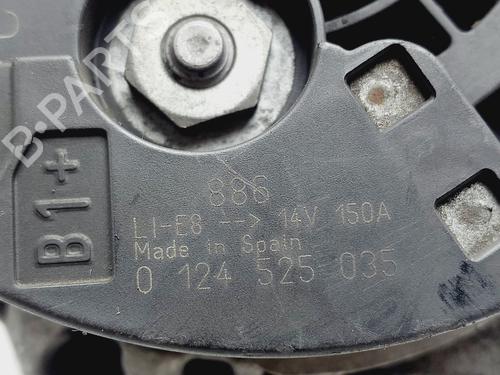 B-PARTS
B1+
886
LI-E8 --> 14V 150A
Made in Spain
0 124 525 035